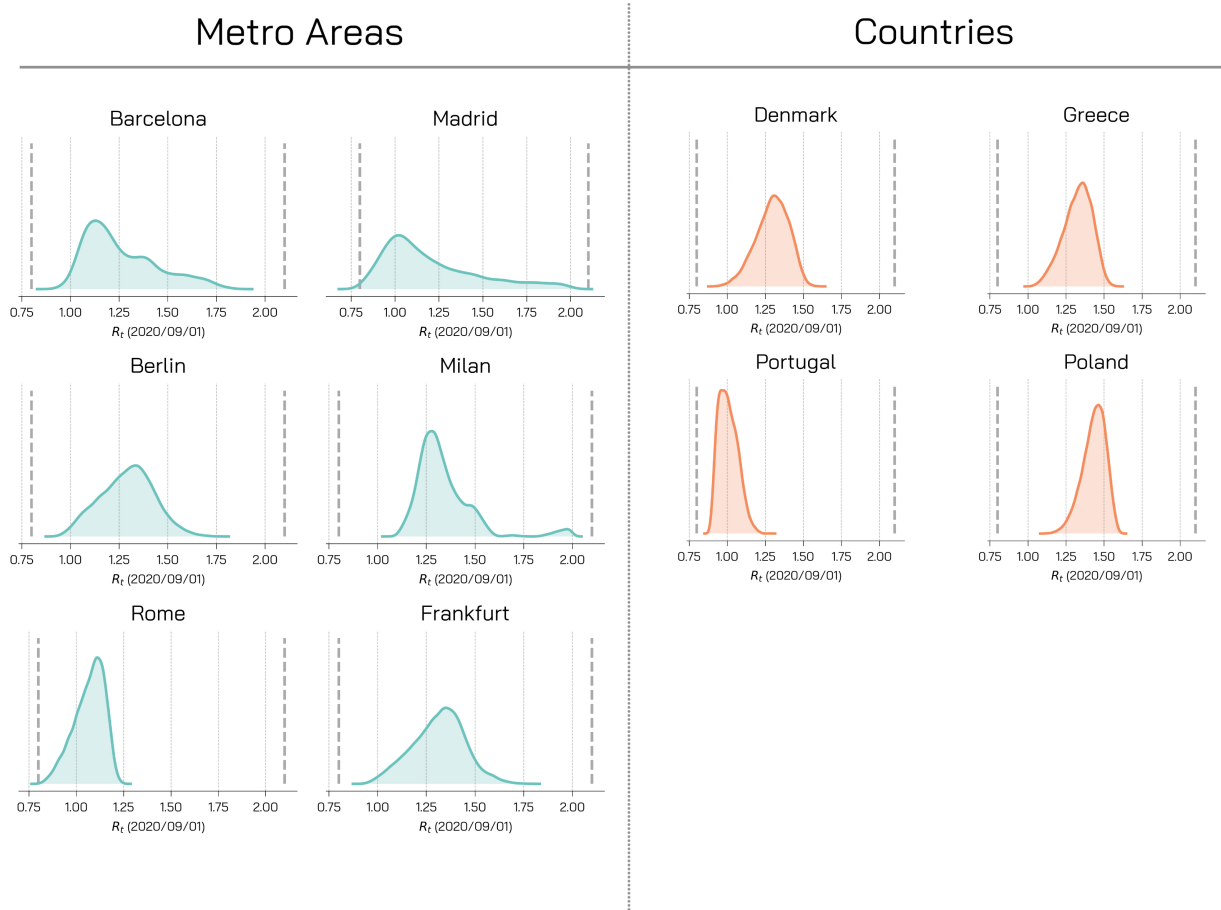 Metro Areas
Countries
Barcelona
0.75 1.00 1.25 1.50 1.75 2.00
Rt (2020/09/01)
Madrid
0.75 1.00 1.25 1.50 1.75 2.00
Rt (2020/09/01)
Denmark
0.75 1.00 1.25 1.50 1.75 2.00
Rt (2020/09/01)
Greece
0.75 1.00 1.25 1.50 1.75 2.00
Rt (2020/09/01)
Berlin
0.75 1.00 1.25 1.50 1.75 2.00
Rt (2020/09/01)
Milan
0.75 1.00 1.25 1.50 1.75 2.00
Rt (2020/09/01)
Portugal
0.75 1.00 1.25 1.50 1.75 2.00
Rt (2020/09/01)
Poland
0.75 1.00 1.25 1.50 1.75 2.00
Rt (2020/09/01)
Rome
0.75 1.00 1.25 1.50 1.75 2.00
Rt (2020/09/01)
Frankfurt
0.75 1.00 1.25 1.50 1.75 2.00
Rt (2020/09/01)